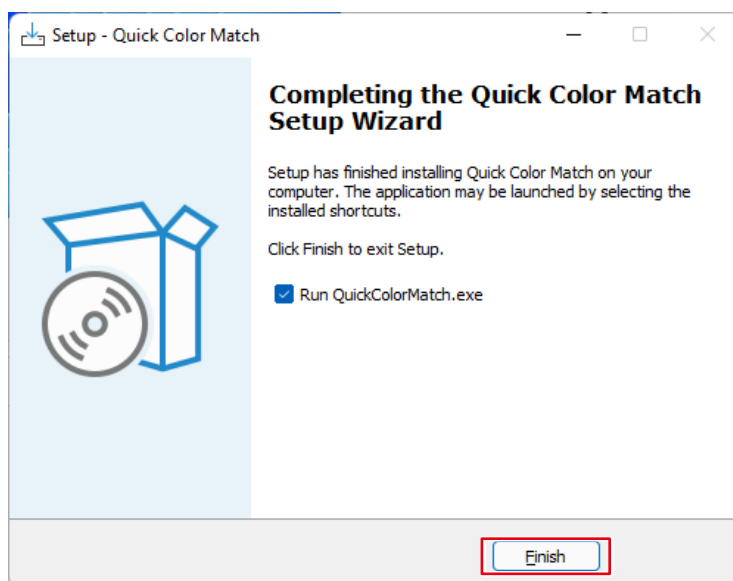 Setup - Quick Color Match
Completing the Quick Color Match
Setup Wizard
Setup has finished installing Quick Color Match on your
computer. The application may be launched by selecting the
installed shortcuts.
Click Finish to exit Setup.
Run QuickColorMatch.exe
Finish